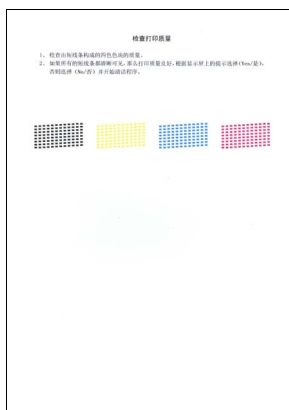 检查打印质量
1、检查由短线条构成的四色色块的质量。
2、如果所有的短线条都清晰可见,那么打印质量良好,根据显示屏上的提示选择(Yes/是),
否则选择(No/否)并开始清洁程序。